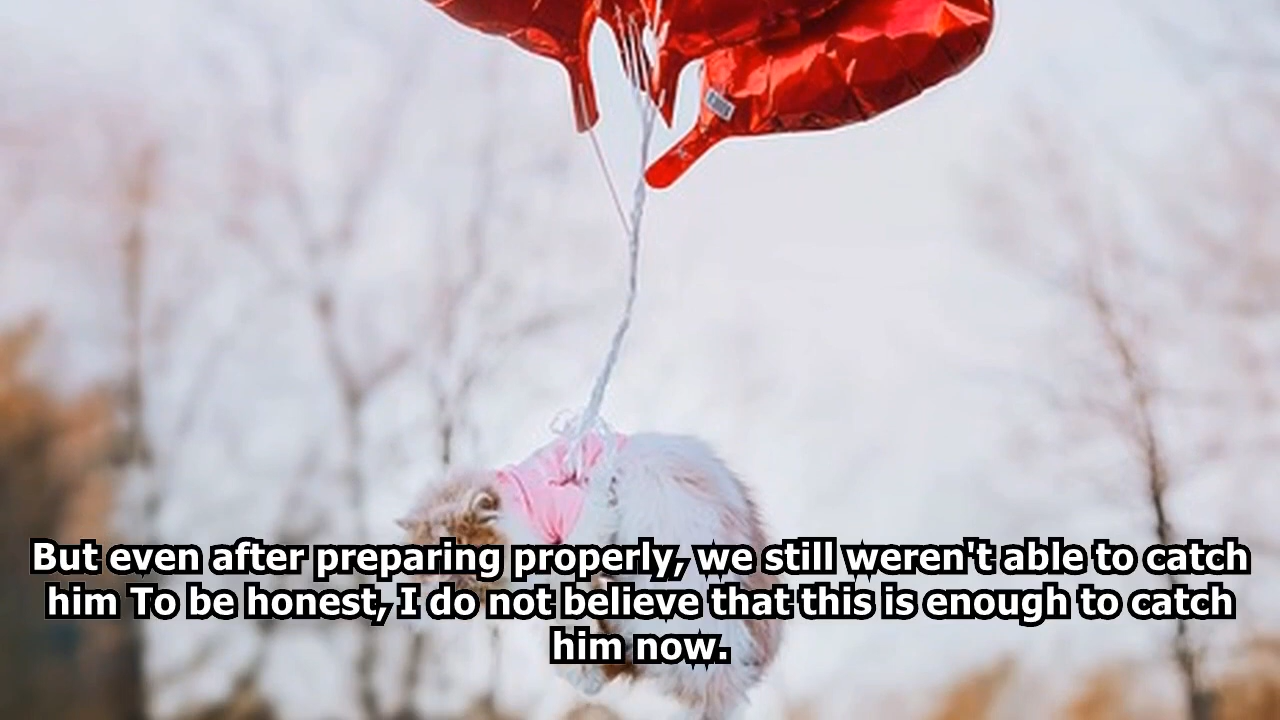 But even after preparing properly, we still weren't able to catch
him To be honest, I do not believe that this is enough to catch
him now.